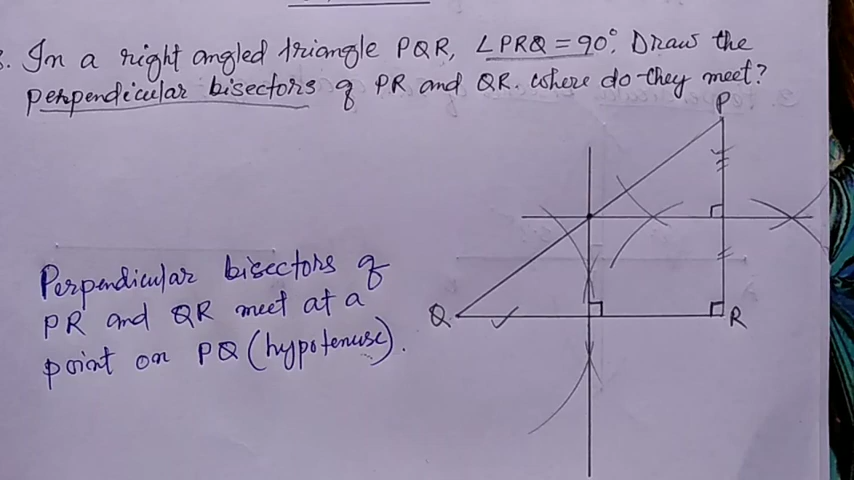 3. In a right angled triangle PQR, ∠PRQ = 90°. Draw the
perpendicular bisectors of PR and QR. Where do they meet?
P
Perpendicular bisectors of
PR and QR meet at a
point on PQ (hypotenuse).
Q
R